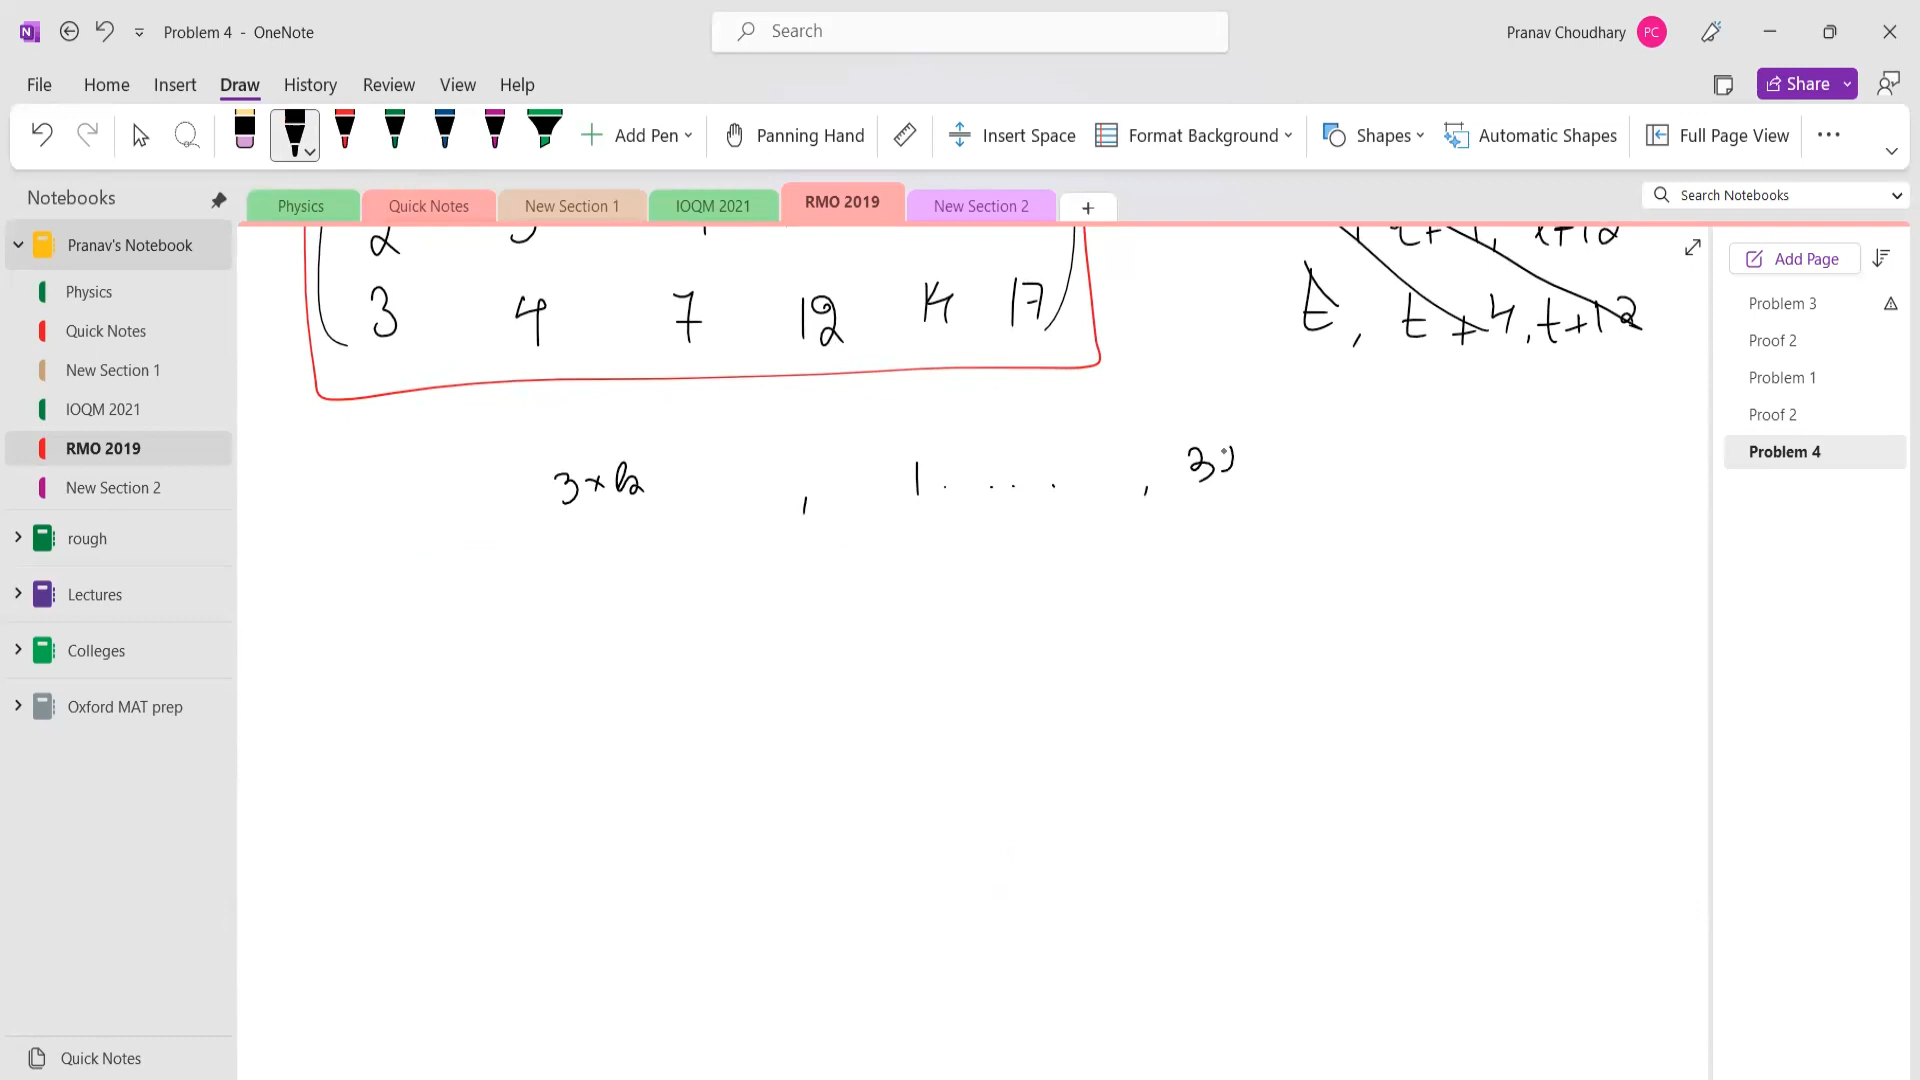 Problem 4 - OneNote
Search
Pranav Choudhary
PC
File Home Insert Draw History Review View Help
Share
Add Pen
Panning Hand
Insert Space
Format Background
Shapes
Automatic Shapes
Full Page View
Notebooks
Physics
Quick Notes
New Section 1
IOQM 2021
RMO 2019
New Section 2
+
Search Notebooks
Pranav's Notebook
Physics
Quick Notes
New Section 1
IOQM 2021
RMO 2019
New Section 2
rough
Lectures
Colleges
Oxford MAT prep
Quick Notes
2
3 4 7 12 14 17
t+12
t, t+4, t+12
3×
, 1 . . . . , 3
Add Page
Problem 3
Proof 2
Problem 1
Proof 2
Problem 4